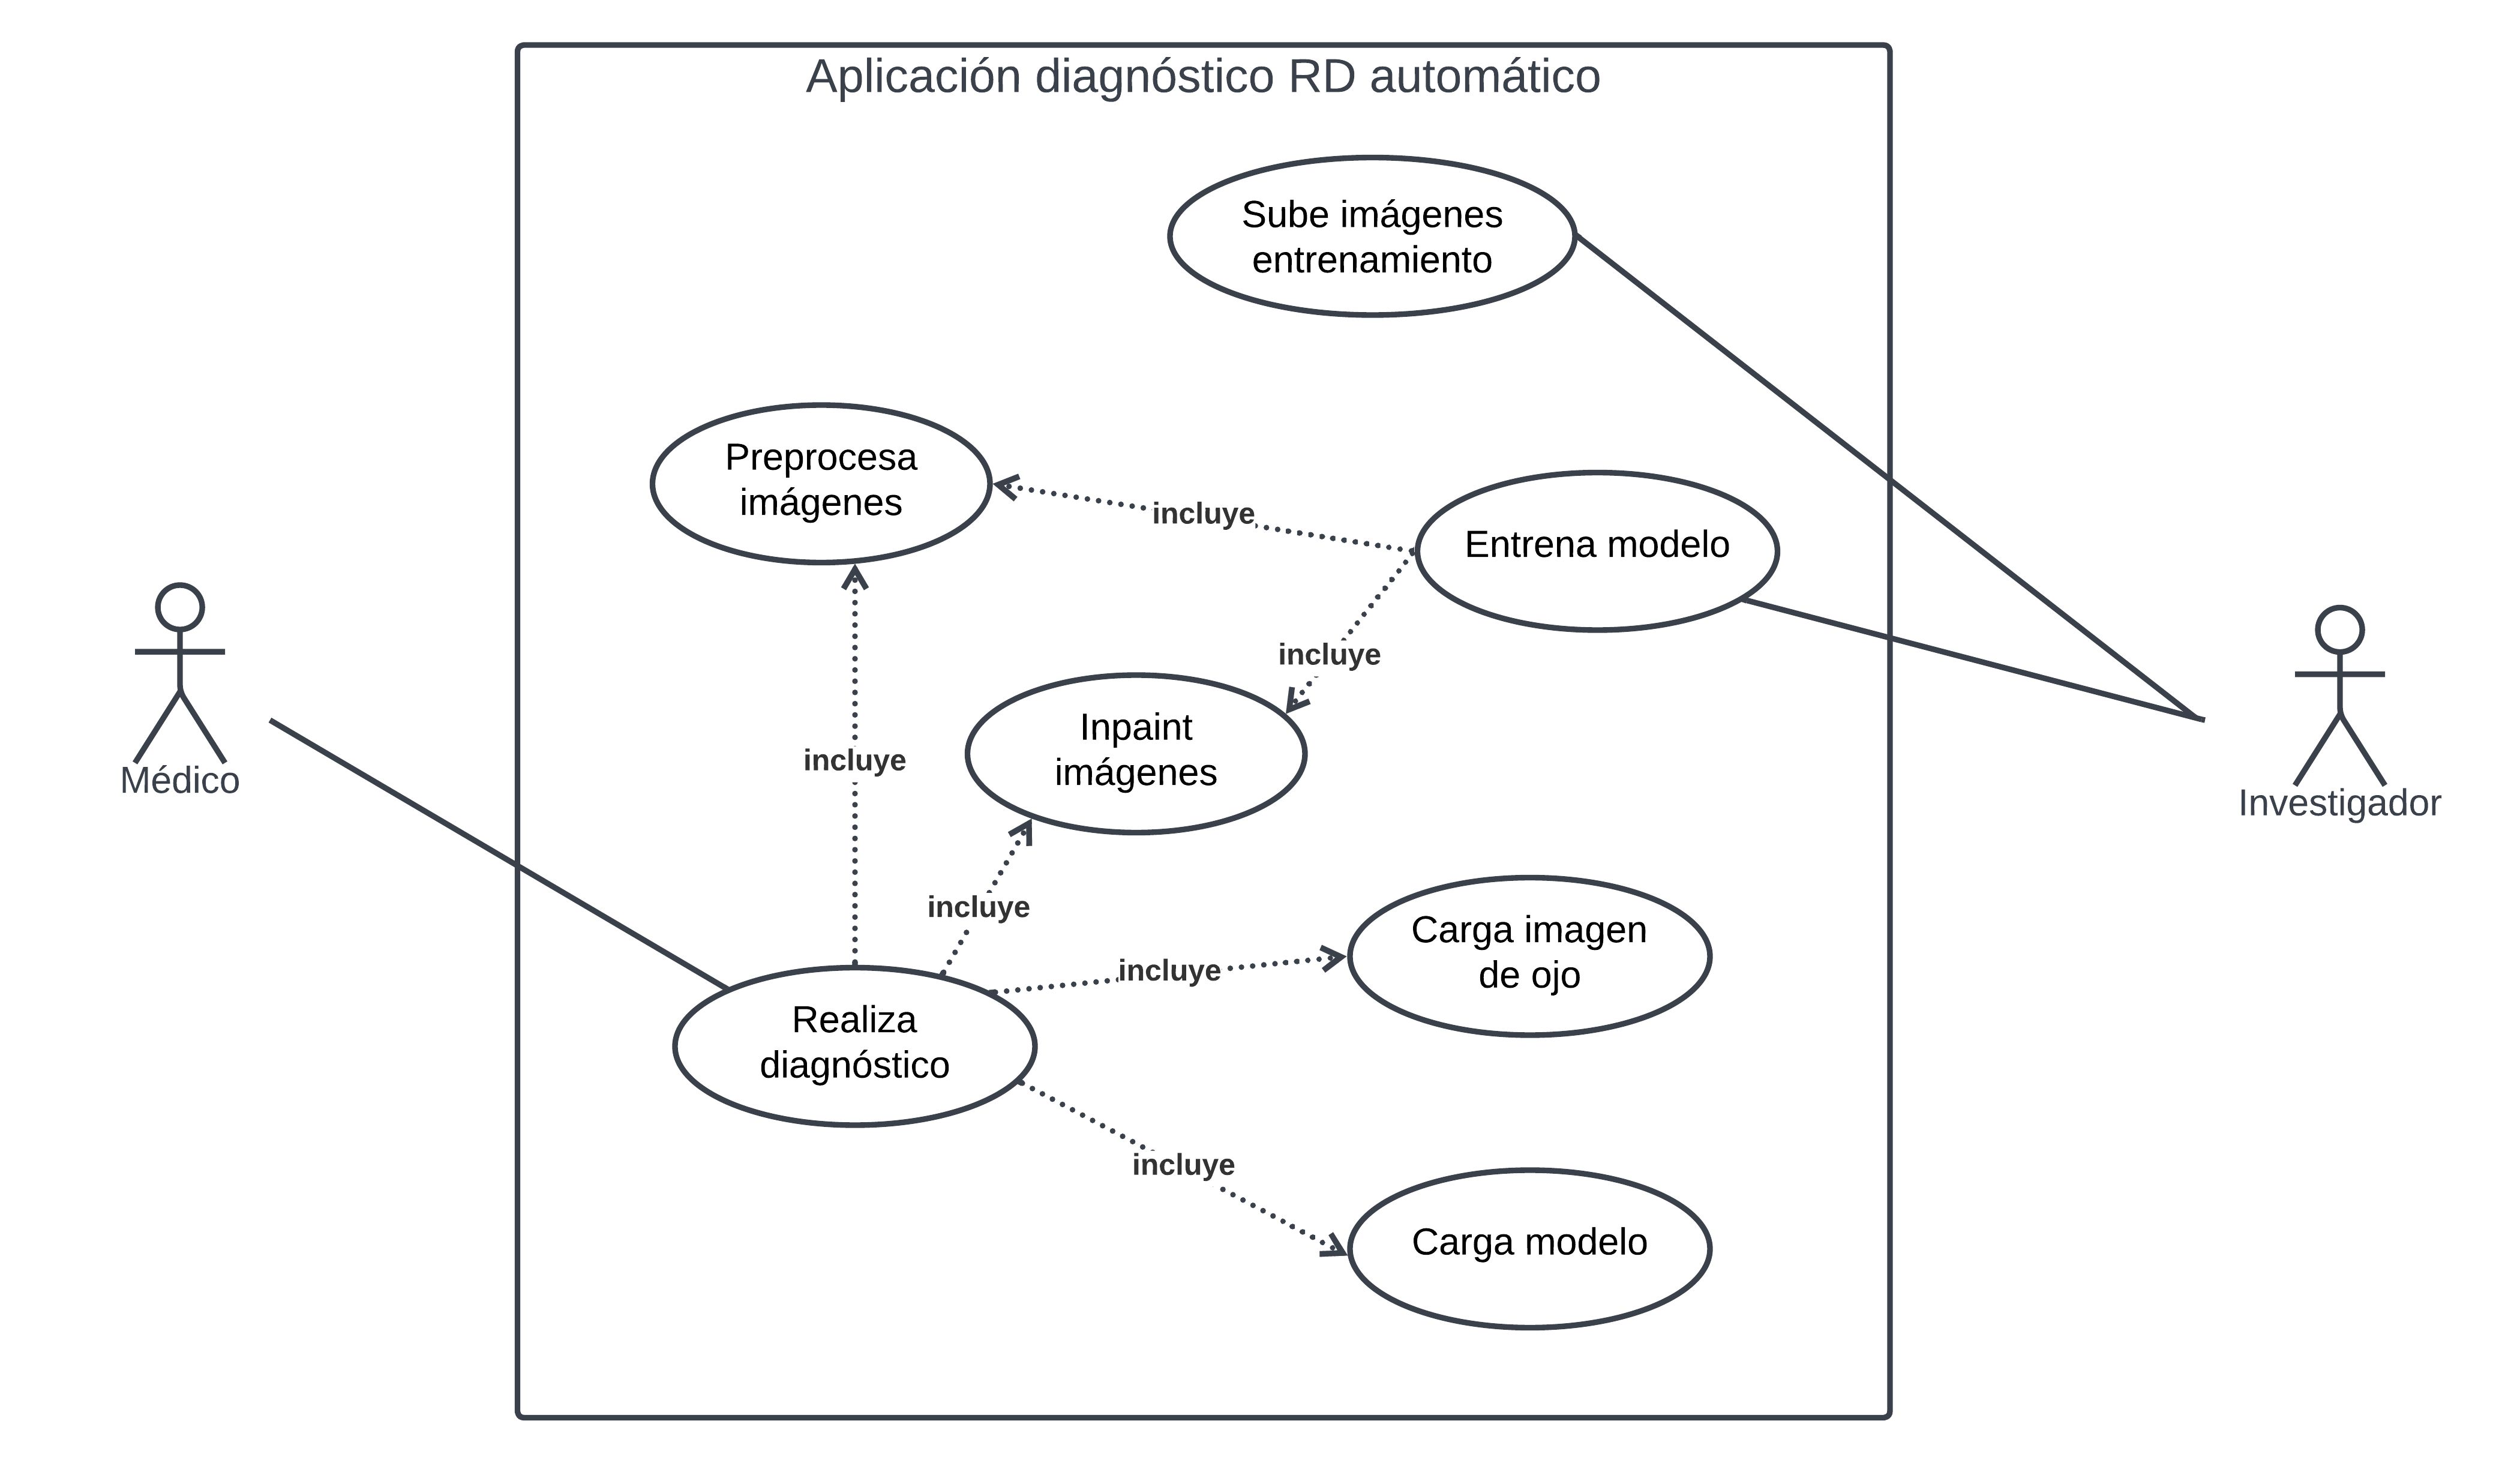 Aplicación diagnóstico RD automático
Sube imágenes
entrenamiento
Preprocesa
imágenes
incluye
Entrena modelo
incluye
Inpaint
imágenes
incluye
Médico
Investigador
incluye
Carga imagen
de ojo
incluye
Realiza
diagnóstico
incluye
Carga modelo